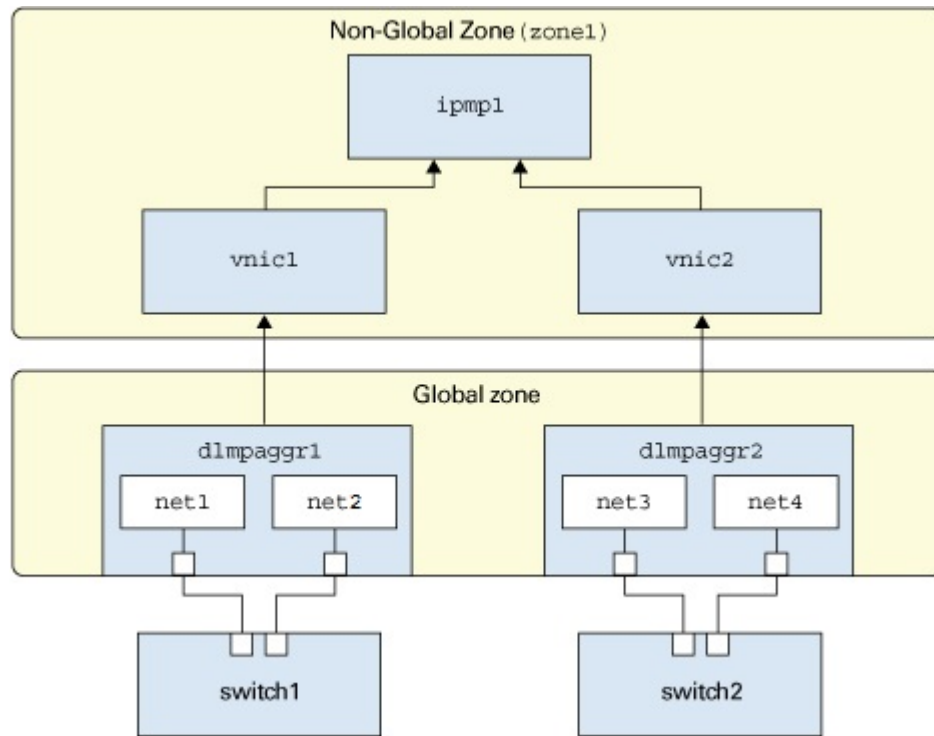 Non-Global Zone (zone1)
ipmp1
vnic1
vnic2
Global zone
dlmpaggr1
dlmpaggr2
net1
net2
net3
net4
switch1
switch2